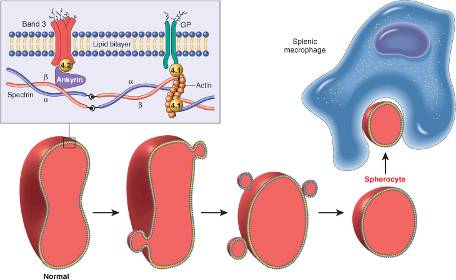 Band 3
GP
Lipid bilayer
4.2
Ankyrin
4.1
β
α
α
Actin
Spectrin
α
β
4.1
Splenic
macrophage
Spherocyte
Normal